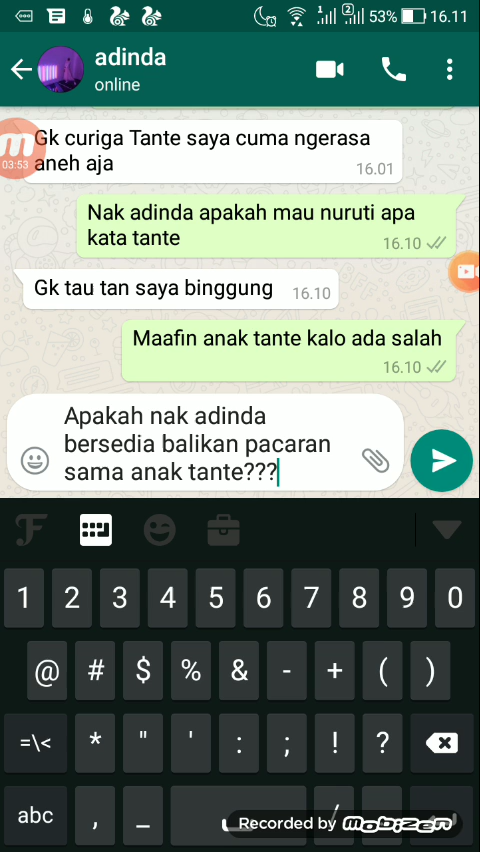 1 2 53% 16.11
adinda
online
Gk curiga Tante saya cuma ngerasa
aneh aja
16.01
m
03:53
Nak adinda apakah mau nuruti apa
kata tante
16.10
Gk tau tan saya binggung 16.10
Maafin anak tante kalo ada salah
16.10
Apakah nak adinda
bersedia balikan pacaran
sama anak tante???
1 2 3 4 5 6 7 8 9 0
@ # $ % & - + ( )
=\< * " ' : ; ! ?
abc , _ /
Recorded by mobizen